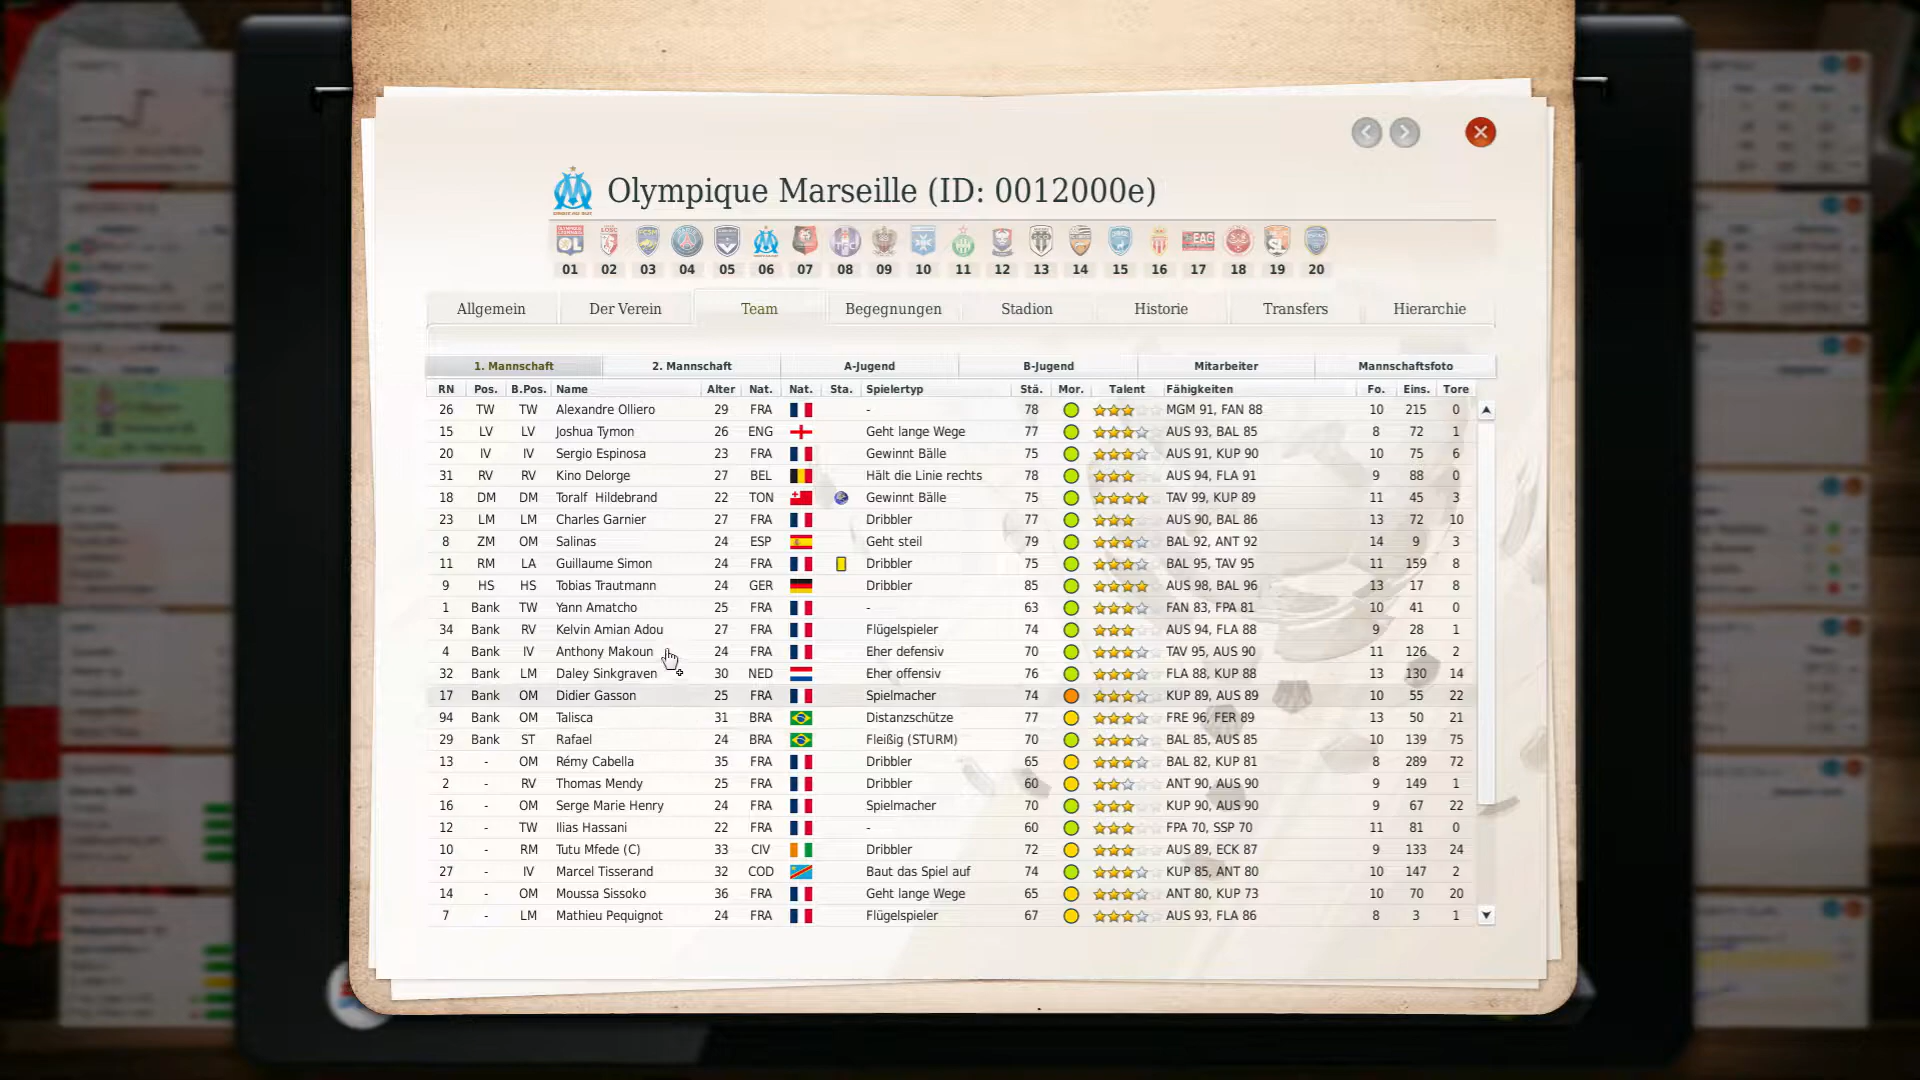 Olympique Marseille (ID: 0012000e)
01 02 03 04 05 06 07 08 09 10 11 12 13 14 15 16 17 18 19 20
Allgemein Der Verein Team Begegnungen Stadion Historie Transfers Hierarchie
1. Mannschaft 2. Mannschaft A-Jugend B-Jugend Mitarbeiter Mannschaftsfoto
RN Pos. B.Pos. Name Alter Nat. Nat. Sta. Spielertyp Stä. Mor. Talent Fähigkeiten Fo. Eins. Tore
26 TW TW Alexandre Olliero 29 FRA - 78 MGM 91, FAN 88 10 215 0
15 LV LV Joshua Tymon 26 ENG Geht lange Wege 77 AUS 93, BAL 85 8 72 1
20 IV IV Sergio Espinosa 23 FRA Gewinnt Bälle 75 AUS 91, KUP 90 10 75 6
31 RV RV Kino Delorge 27 BEL Hält die Linie rechts 78 AUS 94, FLA 91 9 88 0
18 DM DM Toralf Hildebrand 22 TON Gewinnt Bälle 75 TAV 99, KUP 89 11 45 3
23 LM LM Charles Garnier 27 FRA Dribbler 77 AUS 90, BAL 86 13 72 10
8 ZM OM Salinas 24 ESP Geht steil 79 BAL 92, ANT 92 14 9 3
11 RM LA Guillaume Simon 24 FRA Dribbler 75 BAL 95, TAV 95 11 159 8
9 HS HS Tobias Trautmann 24 GER Dribbler 85 AUS 98, BAL 96 13 17 8
1 Bank TW Yann Amatcho 25 FRA - 63 FAN 83, FPA 81 10 41 0
34 Bank RV Kelvin Amian Adou 27 FRA Flügelspieler 74 AUS 94, FLA 88 9 28 1
4 Bank IV Anthony Makoun 24 FRA Eher defensiv 70 TAV 95, AUS 90 11 126 2
32 Bank LM Daley Sinkgraven 30 NED Eher offensiv 76 FLA 88, KUP 88 13 130 14
17 Bank OM Didier Gasson 25 FRA Spielmacher 74 KUP 89, AUS 89 10 55 22
94 Bank OM Talisca 31 BRA Distanzschütze 77 FRE 96, FER 89 13 50 21
29 Bank ST Rafael 24 BRA Fleißig (STURM) 70 BAL 85, AUS 85 10 139 75
13 - OM Rémy Cabella 35 FRA Dribbler 65 BAL 82, KUP 81 8 289 72
2 - RV Thomas Mendy 25 FRA Dribbler 60 ANT 90, AUS 90 9 149 1
16 - OM Serge Marie Henry 24 FRA Spielmacher 70 KUP 90, AUS 90 9 67 22
12 - TW Ilias Hassani 22 FRA - 60 FPA 70, SSP 70 11 81 0
10 - RM Tutu Mfede (C) 33 CIV Dribbler 72 AUS 89, ECK 87 9 133 24
27 - IV Marcel Tisserand 32 COD Baut das Spiel auf 74 KUP 85, ANT 80 10 147 2
14 - OM Moussa Sissoko 36 FRA Geht lange Wege 65 ANT 80, KUP 73 10 70 20
7 - LM Mathieu Pequignot 24 FRA Flügelspieler 67 AUS 93, FLA 86 8 3 1